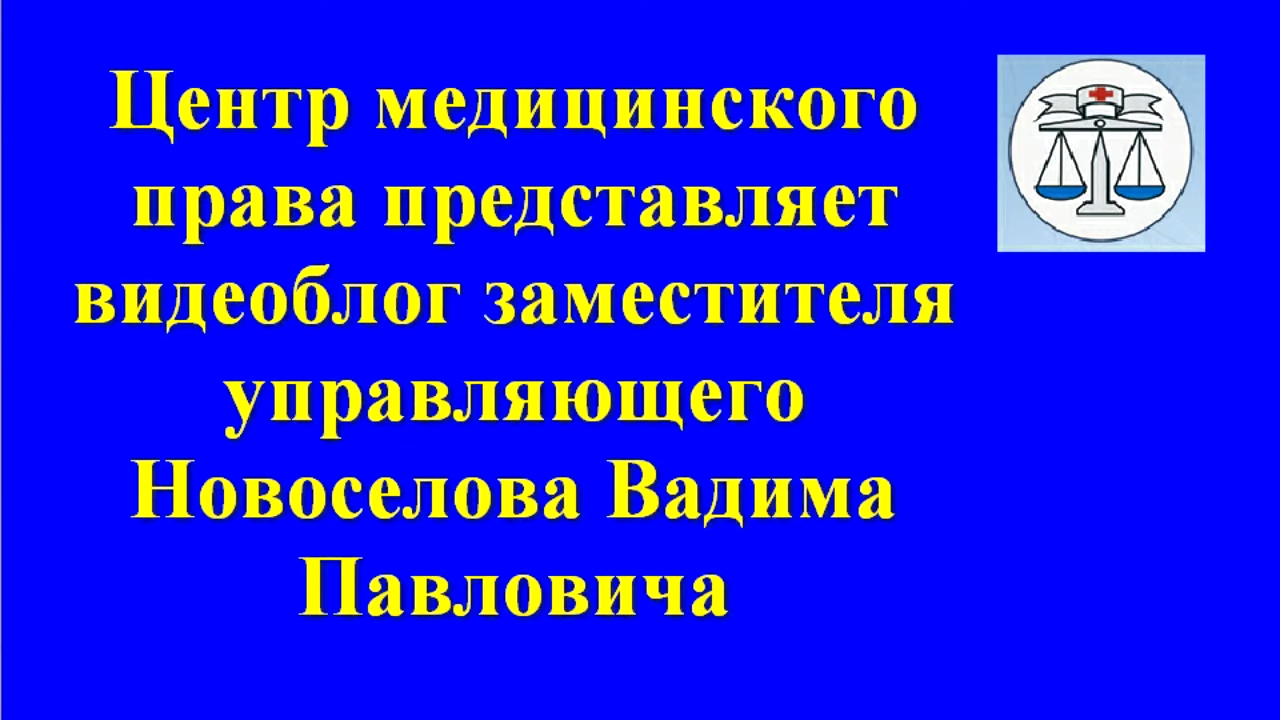 Центр медицинского
права представляет
видеоблог заместителя
управляющего
Новоселова Вадима
Павловича